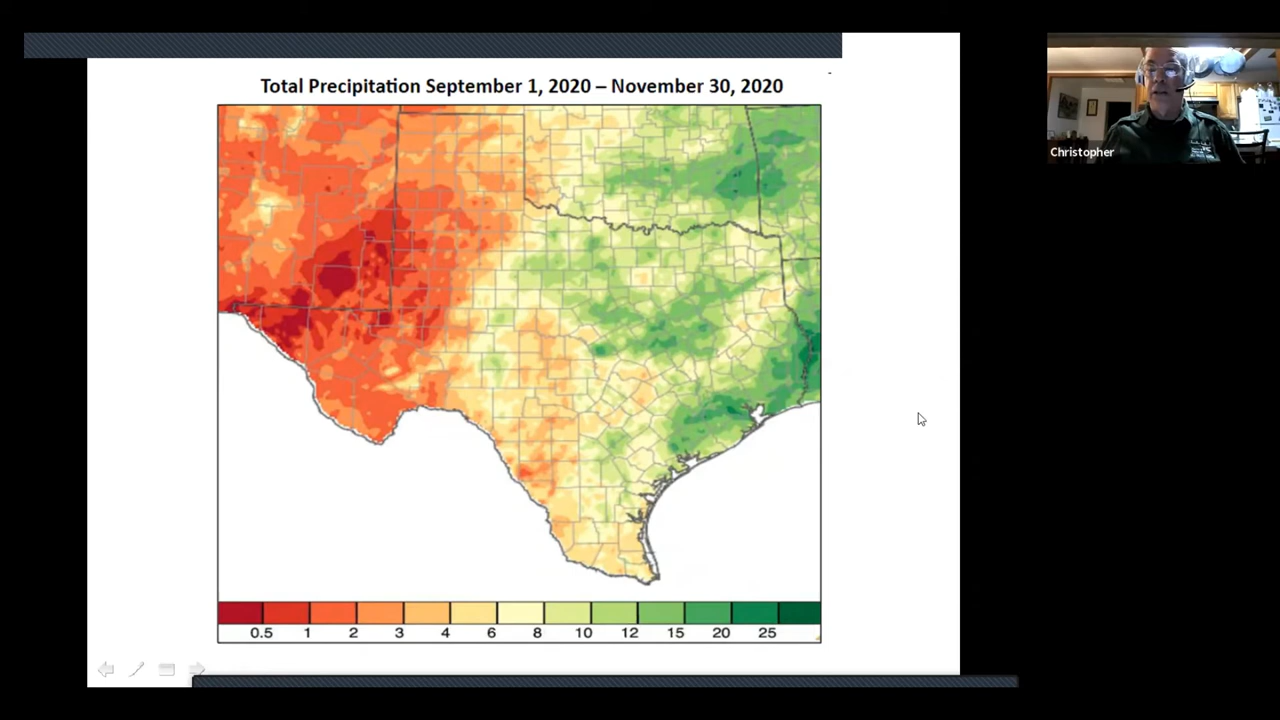 Total Precipitation September 1, 2020 – November 30, 2020
Christopher
0.5 1 2 3 4 6 8 10 12 15 20 25